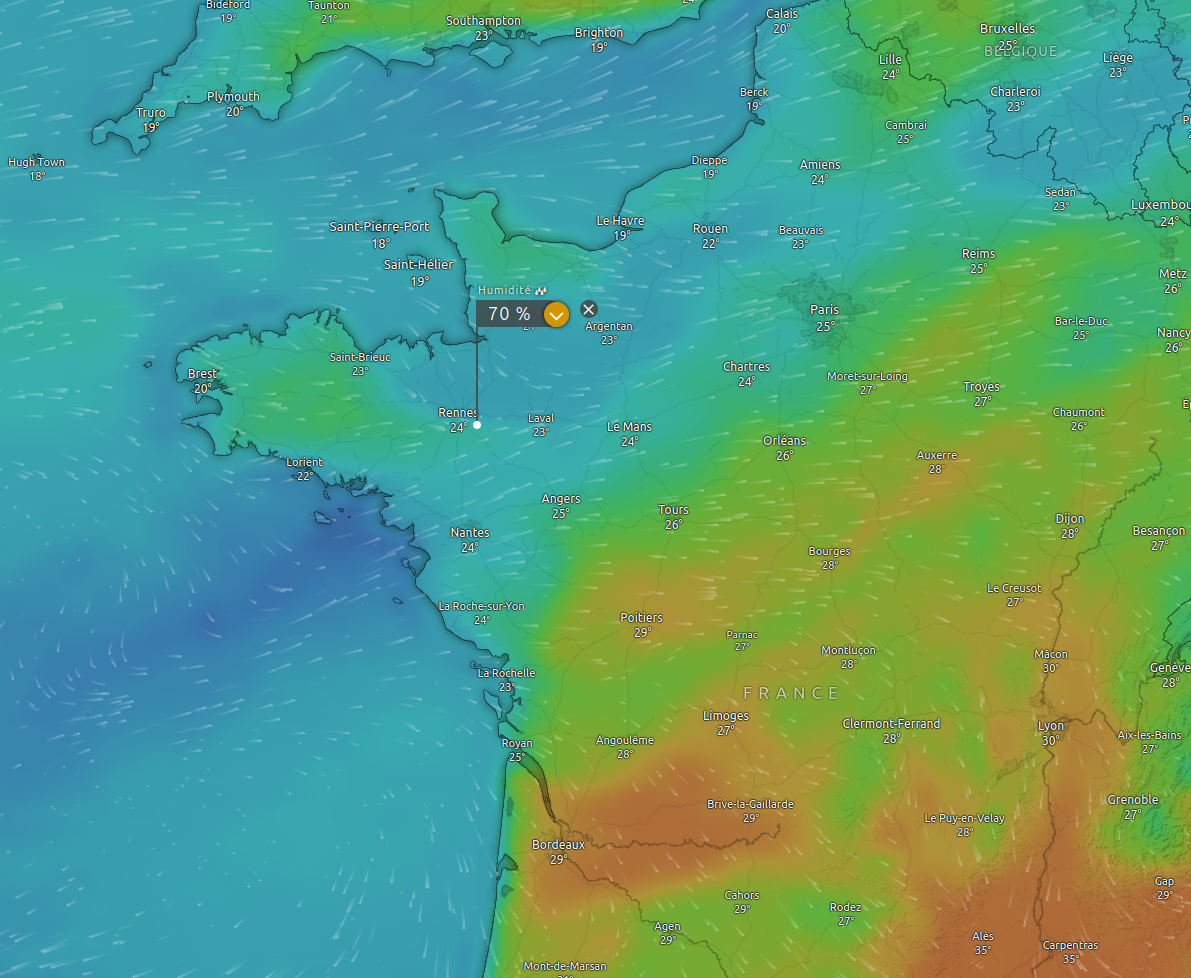 Bideford
19°
Taunton
21°
Southampton
23°
Brighton
19°
24°
Calais
20°
Bruxelles
25°
BELGIQUE
Lille
24°
Liège
23°
Plymouth
20°
Truro
19°
Berck
19°
Charleroi
23°
Cambrai
25°
Hugh Town
18°
Dieppe
19°
Amiens
24°
Sedan
23°
Luxembou
24°
Saint-Pierre-Port
18°
Le Havre
19°
Rouen
22°
Beauvais
23°
Saint-Hélier
19°
Reims
25°
Metz
26°
Humidité
70 %
Argentan
23°
Paris
25°
Bar-le-Duc
25°
Nancy
26°
Saint-Brieuc
23°
Brest
20°
Chartres
24°
Moret-sur-Loing
27°
Troyes
27°
Rennes
24°
Laval
23°
Le Mans
24°
Chaumont
26°
Orléans
26°
Auxerre
28°
Lorient
22°
Angers
25°
Tours
26°
Dijon
28°
Besançon
27°
Nantes
24°
Bourges
28°
Le Creusot
27°
La Roche-sur-Yon
24°
Poitiers
29°
Parnac
27°
Montluçon
28°
Mâcon
30°
Genève
28°
La Rochelle
23°
FRANCE
Limoges
27°
Clermont-Ferrand
28°
Lyon
30°
Aix-les-Bains
27°
Royan
25°
Angoulême
28°
Brive-la-Gaillarde
29°
Le Puy-en-Velay
28°
Grenoble
27°
Bordeaux
29°
Cahors
29°
Rodez
27°
Gap
29°
Agen
29°
Alès
35°
Carpentras
35°
Mont-de-Marsan